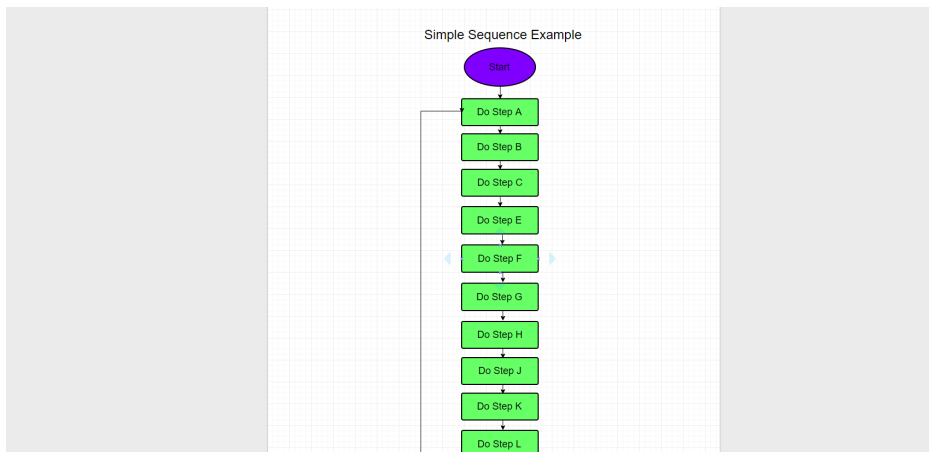 Simple Sequence Example
Start
Do Step A
Do Step B
Do Step C
Do Step E
Do Step F
Do Step G
Do Step H
Do Step J
Do Step K
Do Step L